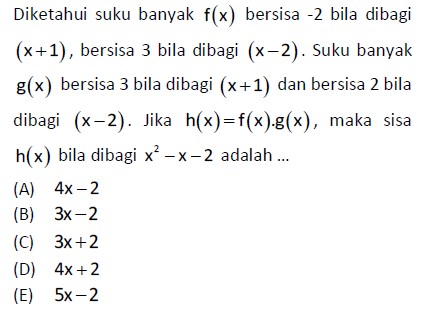 Diketahui suku banyak f(x) bersisa -2 bila dibagi
(x+1), bersisa 3 bila dibagi (x−2). Suku banyak
g(x) bersisa 3 bila dibagi (x+1) dan bersisa 2 bila
dibagi (x−2). Jika h(x)=f(x).g(x), maka sisa
h(x) bila dibagi x²−x−2 adalah ...
(A) 4x−2
(B) 3x−2
(C) 3x+2
(D) 4x+2
(E) 5x−2